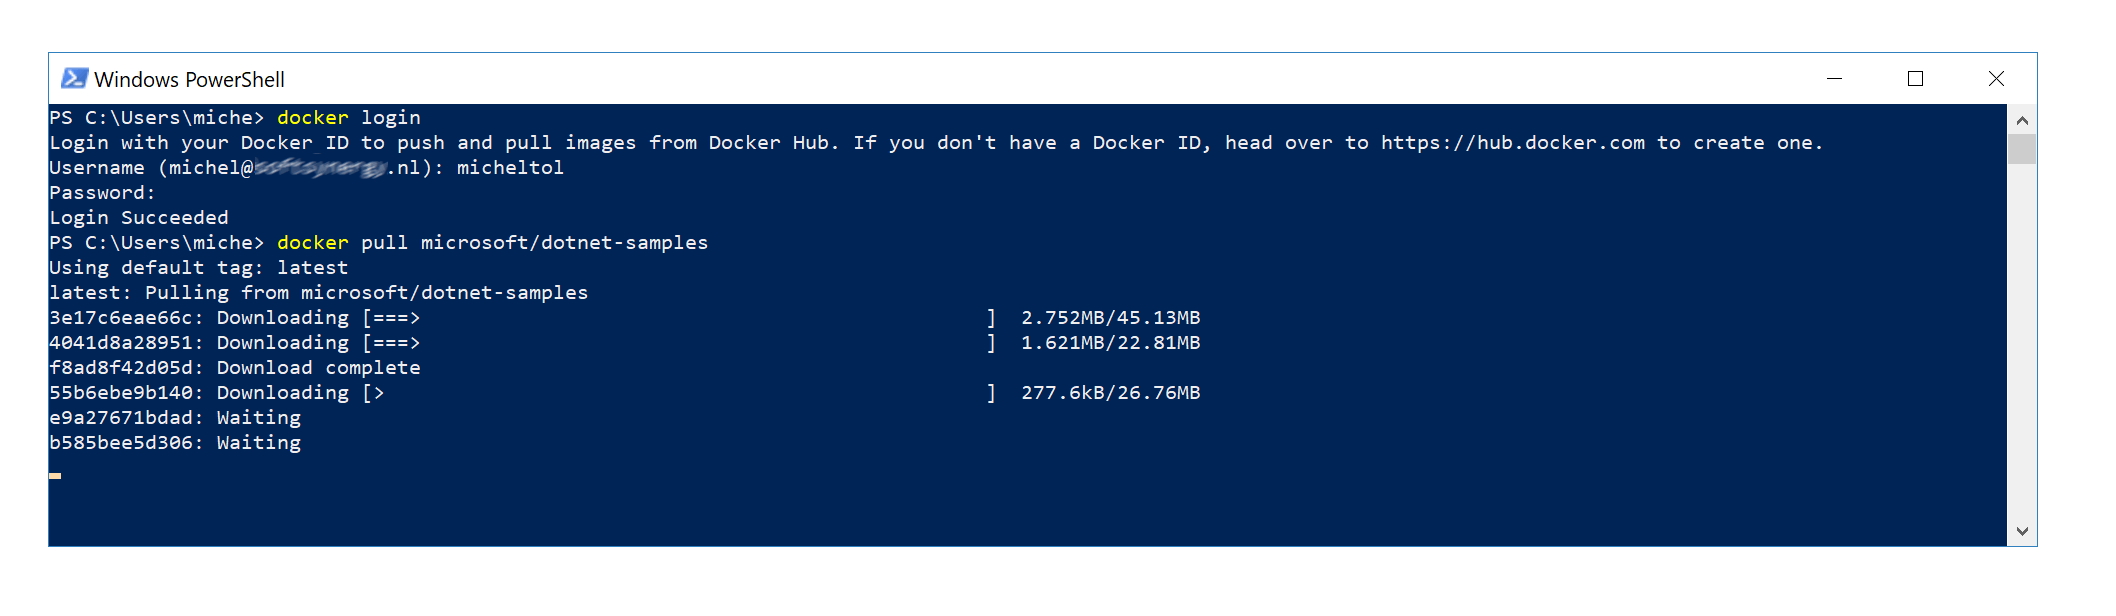 Windows PowerShell
PS C:\Users\miche> docker login
Login with your Docker ID to push and pull images from Docker Hub. If you don't have a Docker ID, head over to https://hub.docker.com to create one.
Username (michel@.nl): micheltol
Password:
Login Succeeded
PS C:\Users\miche> docker pull microsoft/dotnet-samples
Using default tag: latest
latest: Pulling from microsoft/dotnet-samples
3e17c6eae66c: Downloading [===>                                               ]  2.752MB/45.13MB
4041d8a28951: Downloading [===>                                               ]  1.621MB/22.81MB
f8ad8f42d05d: Download complete
55b6ebe9b140: Downloading [>                                                  ]  277.6kB/26.76MB
e9a27671bdad: Waiting
b585bee5d306: Waiting